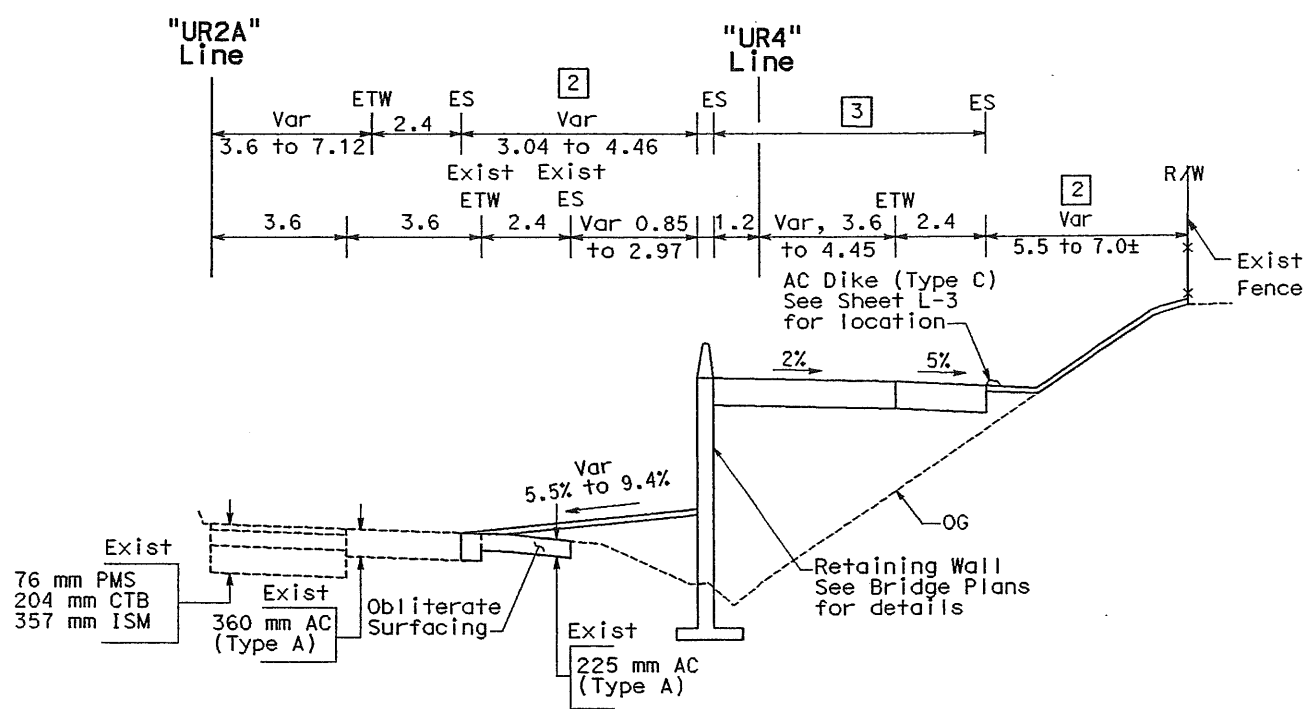 "UR2A"
Line
"UR4"
Line
2
ETW
ES
ES
3
ES
Var
3.6 to 7.12
2.4
Var
3.04 to 4.46
R/W
Exist Exist
ETW
ES
ETW
2
3.6
3.6
2.4
Var 0.85
to 2.97
1.2
Var, 3.6
to 4.45
2.4
Var
5.5 to 7.0±
Exist
Fence
AC Dike (Type C)
See Sheet L-3
for location
2%
5%
Var
5.5% to 9.4%
OG
Exist
76 mm PMS
204 mm CTB
357 mm ISM
Exist
360 mm AC
(Type A)
Obliterate
Surfacing
Exist
225 mm AC
(Type A)
Retaining Wall
See Bridge Plans
for details